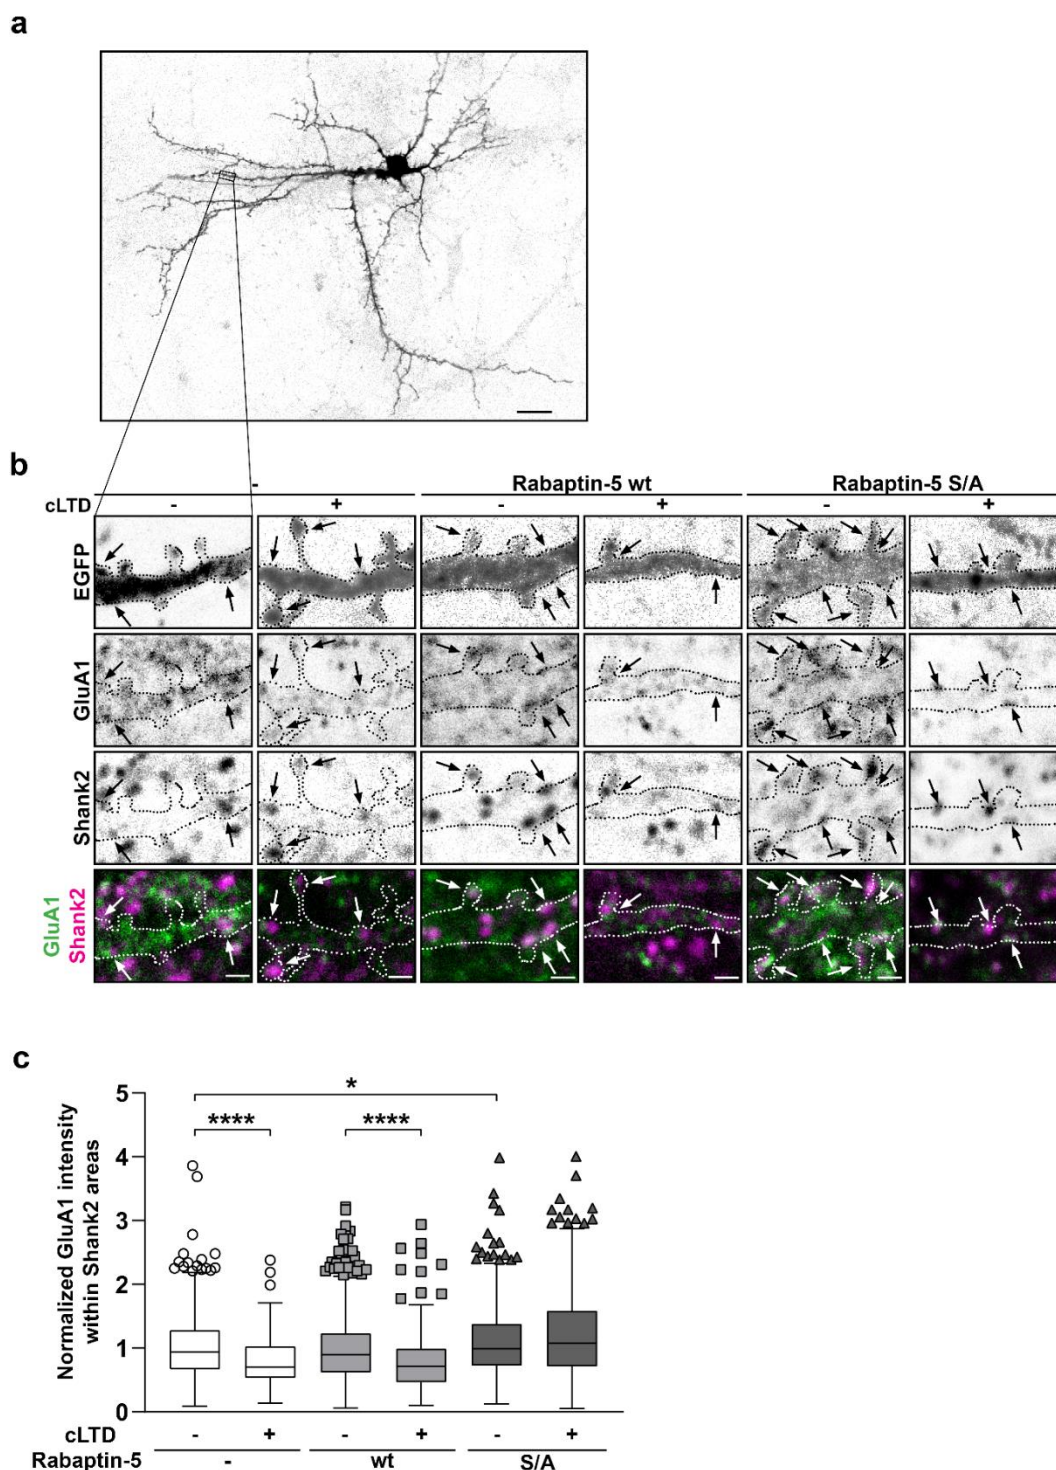 a
b
- Rabaptin-5 wt Rabaptin-5 S/A
cLTD - + - + - +
EGFP
GluA1
Shank2
GluA1
Shank2
c
*
**** ****
Normalized GluA1 intensity
within Shank2 areas
5
4
3
2
1
0
cLTD - + - + - +
Rabaptin-5 - wt S/A